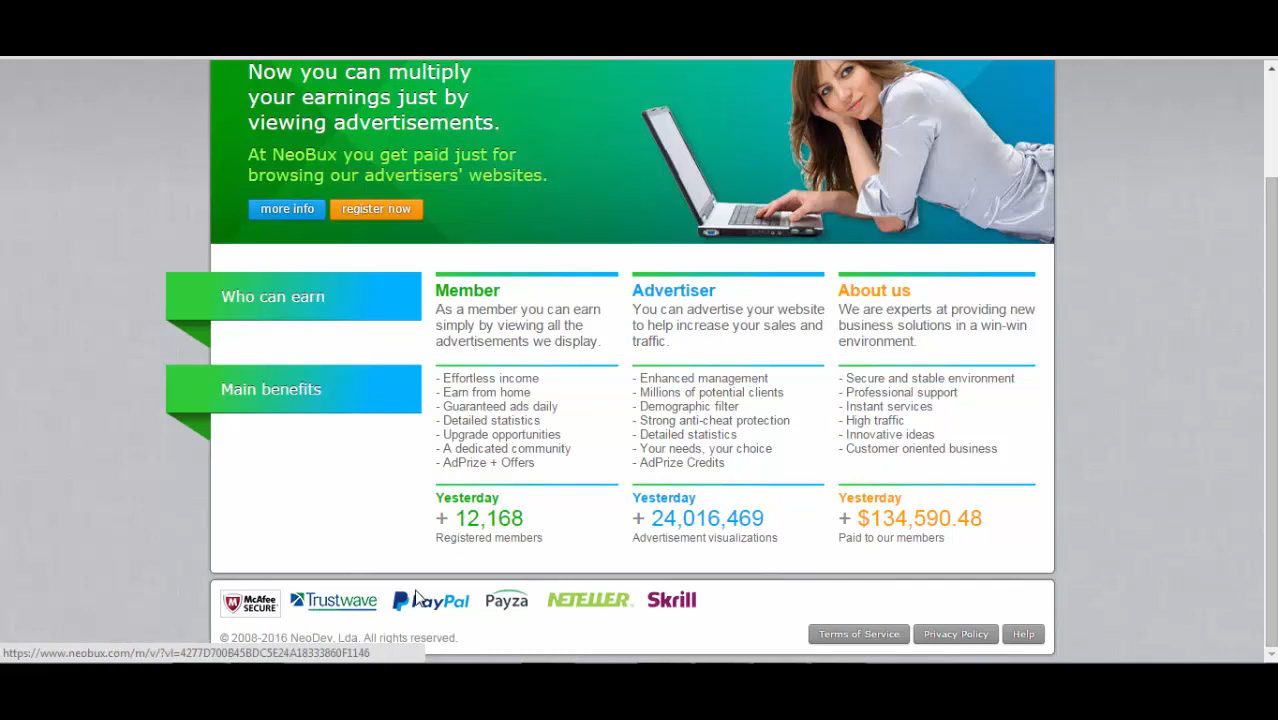 Now you can multiply
your earnings just by
viewing advertisements.
At NeoBux you get paid just for
browsing our advertisers' websites.
more info
register now
Who can earn
Member
As a member you can earn
simply by viewing all the
advertisements we display.
Advertiser
You can advertise your website
to help increase your sales and
traffic.
About us
We are experts at providing new
business solutions in a win-win
environment.
Main benefits
- Effortless income
- Earn from home
- Guaranteed ads daily
- Detailed statistics
- Upgrade opportunities
- A dedicated community
- AdPrize + Offers
- Enhanced management
- Millions of potential clients
- Demographic filter
- Strong anti-cheat protection
- Detailed statistics
- Your needs, your choice
- AdPrize Credits
- Secure and stable environment
- Professional support
- Instant services
- High traffic
- Innovative ideas
- Customer oriented business
Yesterday
+ 12,168
Registered members
Yesterday
+ 24,016,469
Advertisement visualizations
Yesterday
+ $134,590.48
Paid to our members
McAfee
SECURE
Trustwave
PayPal
Payza
NETELLER
Skrill
© 2008-2016 NeoDev, Lda. All rights reserved.
Terms of Service
Privacy Policy
Help
https://www.neobux.com/m/v/?vl=4277D700B45BDC5E24A18333860F1146